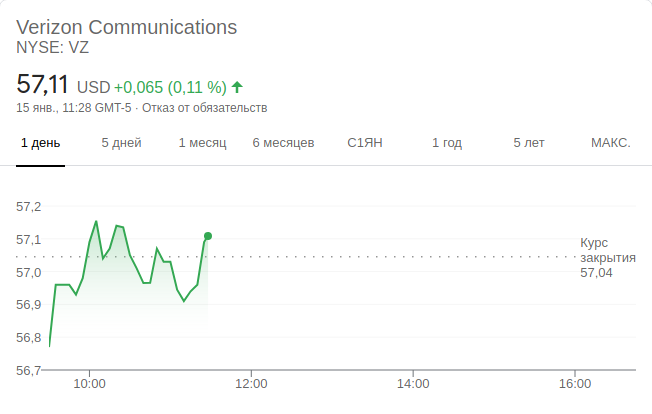 Verizon Communications
NYSE: VZ
57,11 USD +0,065 (0,11 %)
15 янв., 11:28 GMT-5 · Отказ от обязательств
1 день 5 дней 1 месяц 6 месяцев С1ЯН 1 год 5 лет МАКС.
57,2
57,1
57,0
56,9
56,8
56,7
Курс
закрытия
57,04
10:00 12:00 14:00 16:00